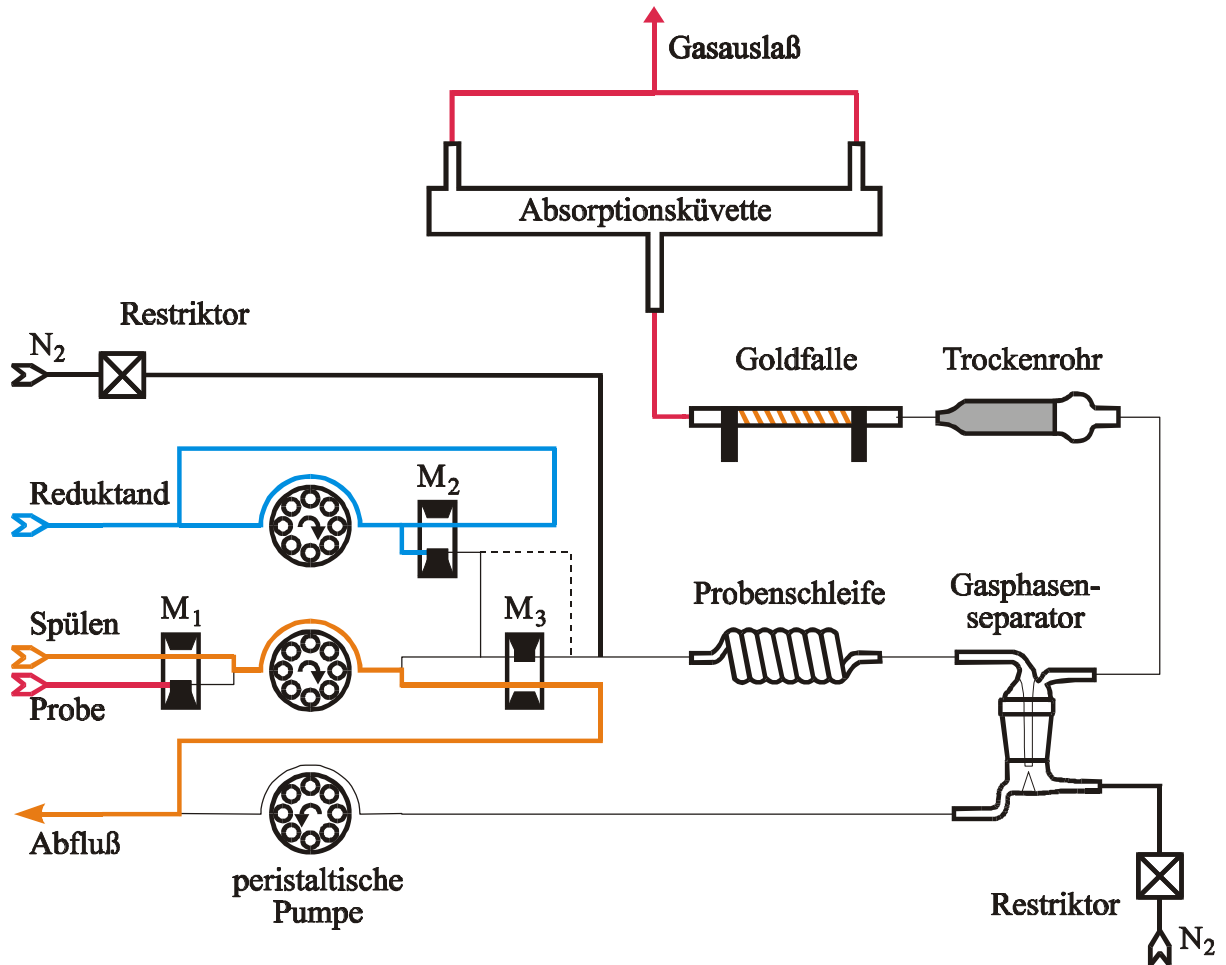 Gasauslaß
Absorptionsküvette
Restriktor
N2
Goldfalle
Trockenrohr
Reduktand
M2
Probenschleife
Gasphasen-
separator
M1
M3
Spülen
Probe
Abfluß
peristaltische
Pumpe
Restriktor
N2